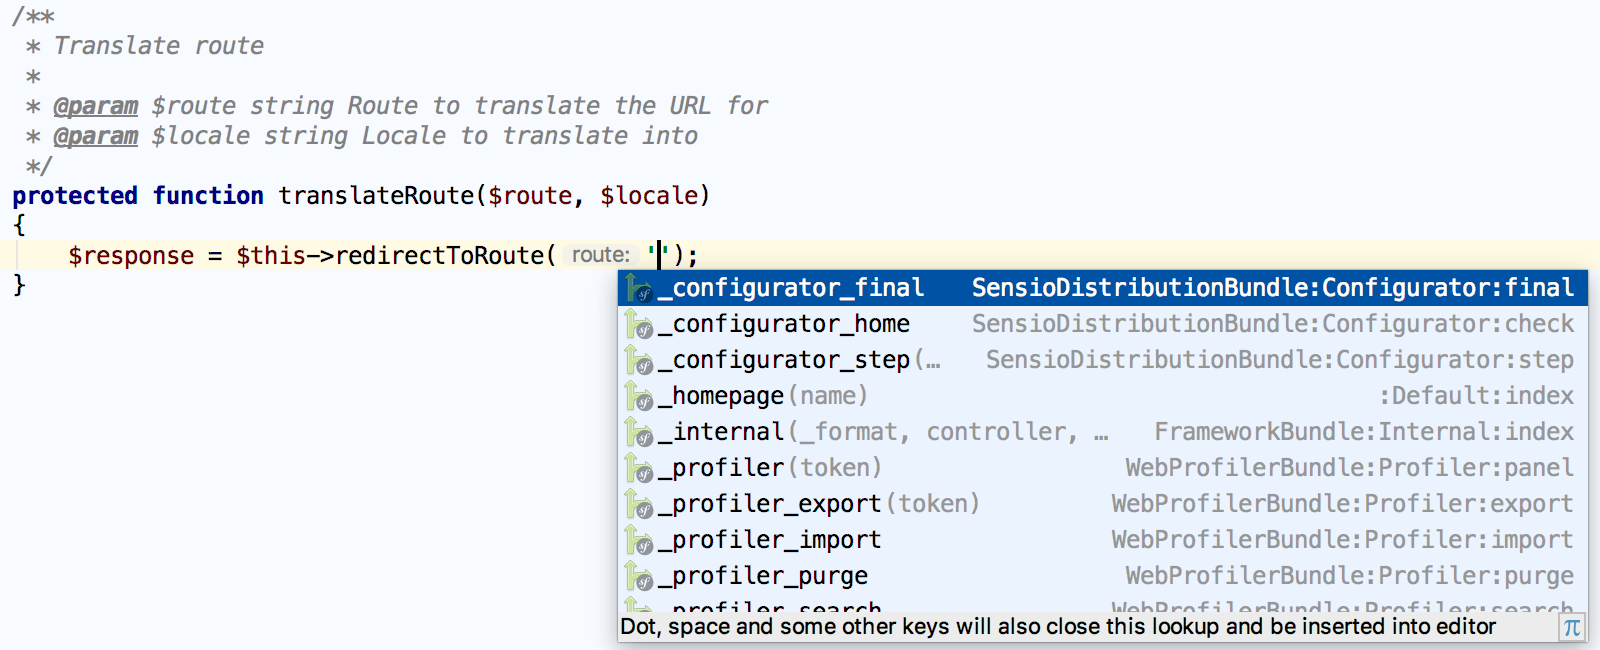 /**
 * Translate route
 *
 * @param $route string Route to translate the URL for
 * @param $locale string Locale to translate into
 */
protected function translateRoute($route, $locale)
{
    $response = $this->redirectToRoute( route: '');
}
_configurator_final SensioDistributionBundle:Configurator:final
_configurator_home SensioDistributionBundle:Configurator:check
_configurator_step(… SensioDistributionBundle:Configurator:step
_homepage(name) :Default:index
_internal(_format, controller, … FrameworkBundle:Internal:index
_profiler(token) WebProfilerBundle:Profiler:panel
_profiler_export(token) WebProfilerBundle:Profiler:export
_profiler_import WebProfilerBundle:Profiler:import
_profiler_purge WebProfilerBundle:Profiler:purge
_profiler_search WebProfilerBundle:Profiler:search
Dot, space and some other keys will also close this lookup and be inserted into editor π